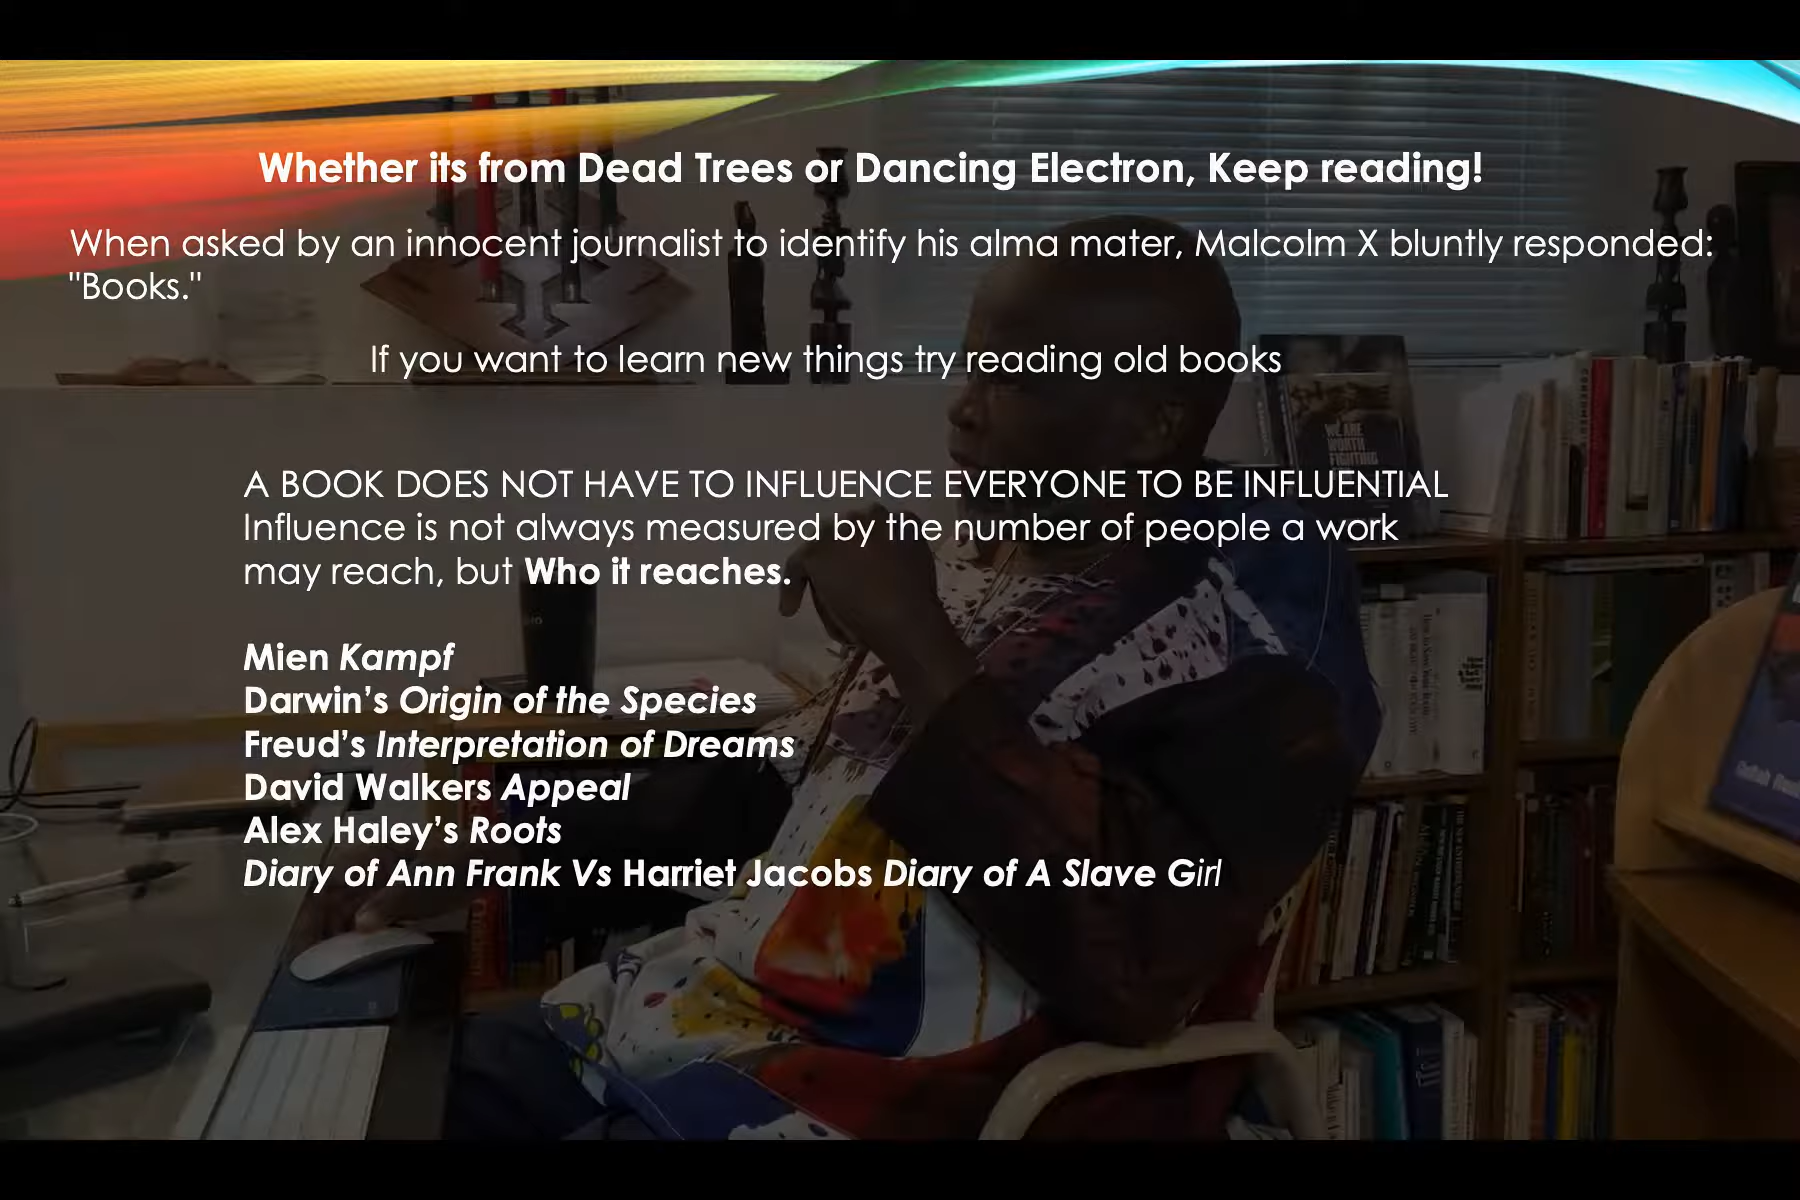 Whether its from Dead Trees or Dancing Electron, Keep reading!
When asked by an innocent journalist to identify his alma mater, Malcolm X bluntly responded:
"Books."
If you want to learn new things try reading old books
A BOOK DOES NOT HAVE TO INFLUENCE EVERYONE TO BE INFLUENTIAL
Influence is not always measured by the number of people a work
may reach, but Who it reaches.
Mien Kampf
Darwin’s Origin of the Species
Freud’s Interpretation of Dreams
David Walkers Appeal
Alex Haley’s Roots
Diary of Ann Frank Vs Harriet Jacobs Diary of A Slave Girl
WE ARE
WORTH
FIGHTING